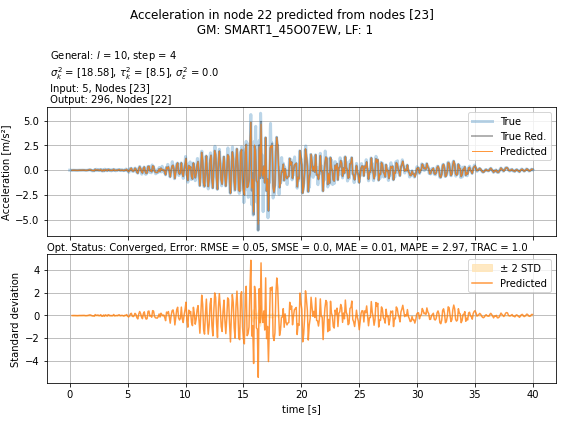 Acceleration in node 22 predicted from nodes [23]
GM: SMART1_45O07EW, LF: 1
General: l = 10, step = 4
σ²ₖ = [18.58], τ²ₖ = [8.5], σ²ε = 0.0
Input: 5, Nodes [23]
Output: 296, Nodes [22]
Acceleration [m/s²]
5.0
2.5
0.0
−2.5
−5.0
True
True Red.
Predicted
Opt. Status: Converged, Error: RMSE = 0.05, SMSE = 0.0, MAE = 0.01, MAPE = 2.97, TRAC = 1.0
Standard deviation
4
2
0
−2
−4
± 2 STD
Predicted
0 5 10 15 20 25 30 35 40
time [s]